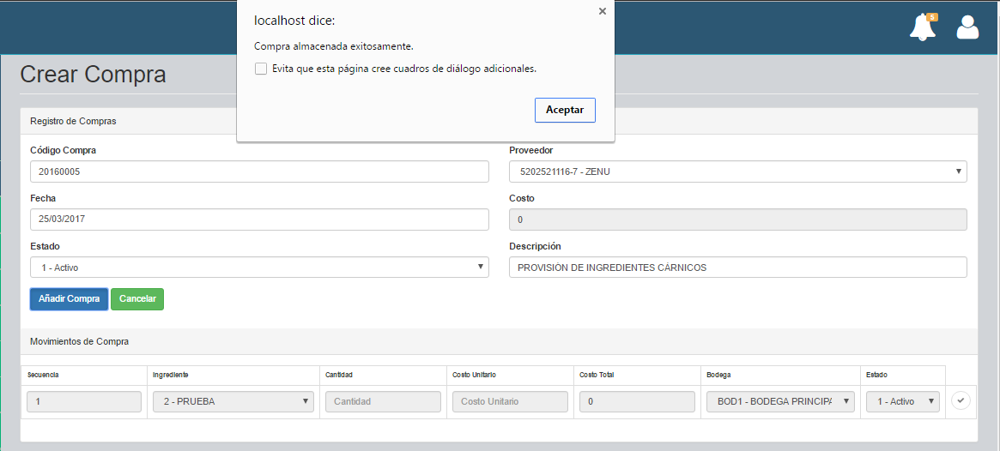 localhost dice:
Compra almacenada exitosamente.
Evita que esta página cree cuadros de diálogo adicionales.
Aceptar
5
Crear Compra
Registro de Compras
Código Compra
20160005
Proveedor
5202521116-7 - ZENU
Fecha
25/03/2017
Costo
0
Estado
1 - Activo
Descripción
PROVISIÓN DE INGREDIENTES CÁRNICOS
Añadir Compra Cancelar
Movimientos de Compra
Secuencia Ingrediente Cantidad Costo Unitario Costo Total Bodega Estado
1 2 - PRUEBA Cantidad Costo Unitario 0 BOD1 - BODEGA PRINCIPA 1 - Activo